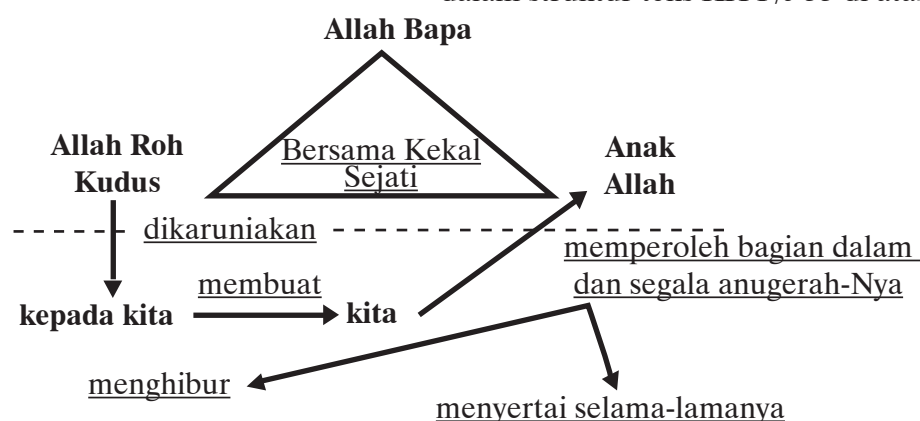 Allah Bapa
Allah Roh
Kudus
Bersama Kekal
Sejati
Anak
Allah
dikaruniakan
memperoleh bagian dalam
dan segala anugerah-Nya
membuat
kepada kita
kita
menghibur
menyertai selama-lamanya